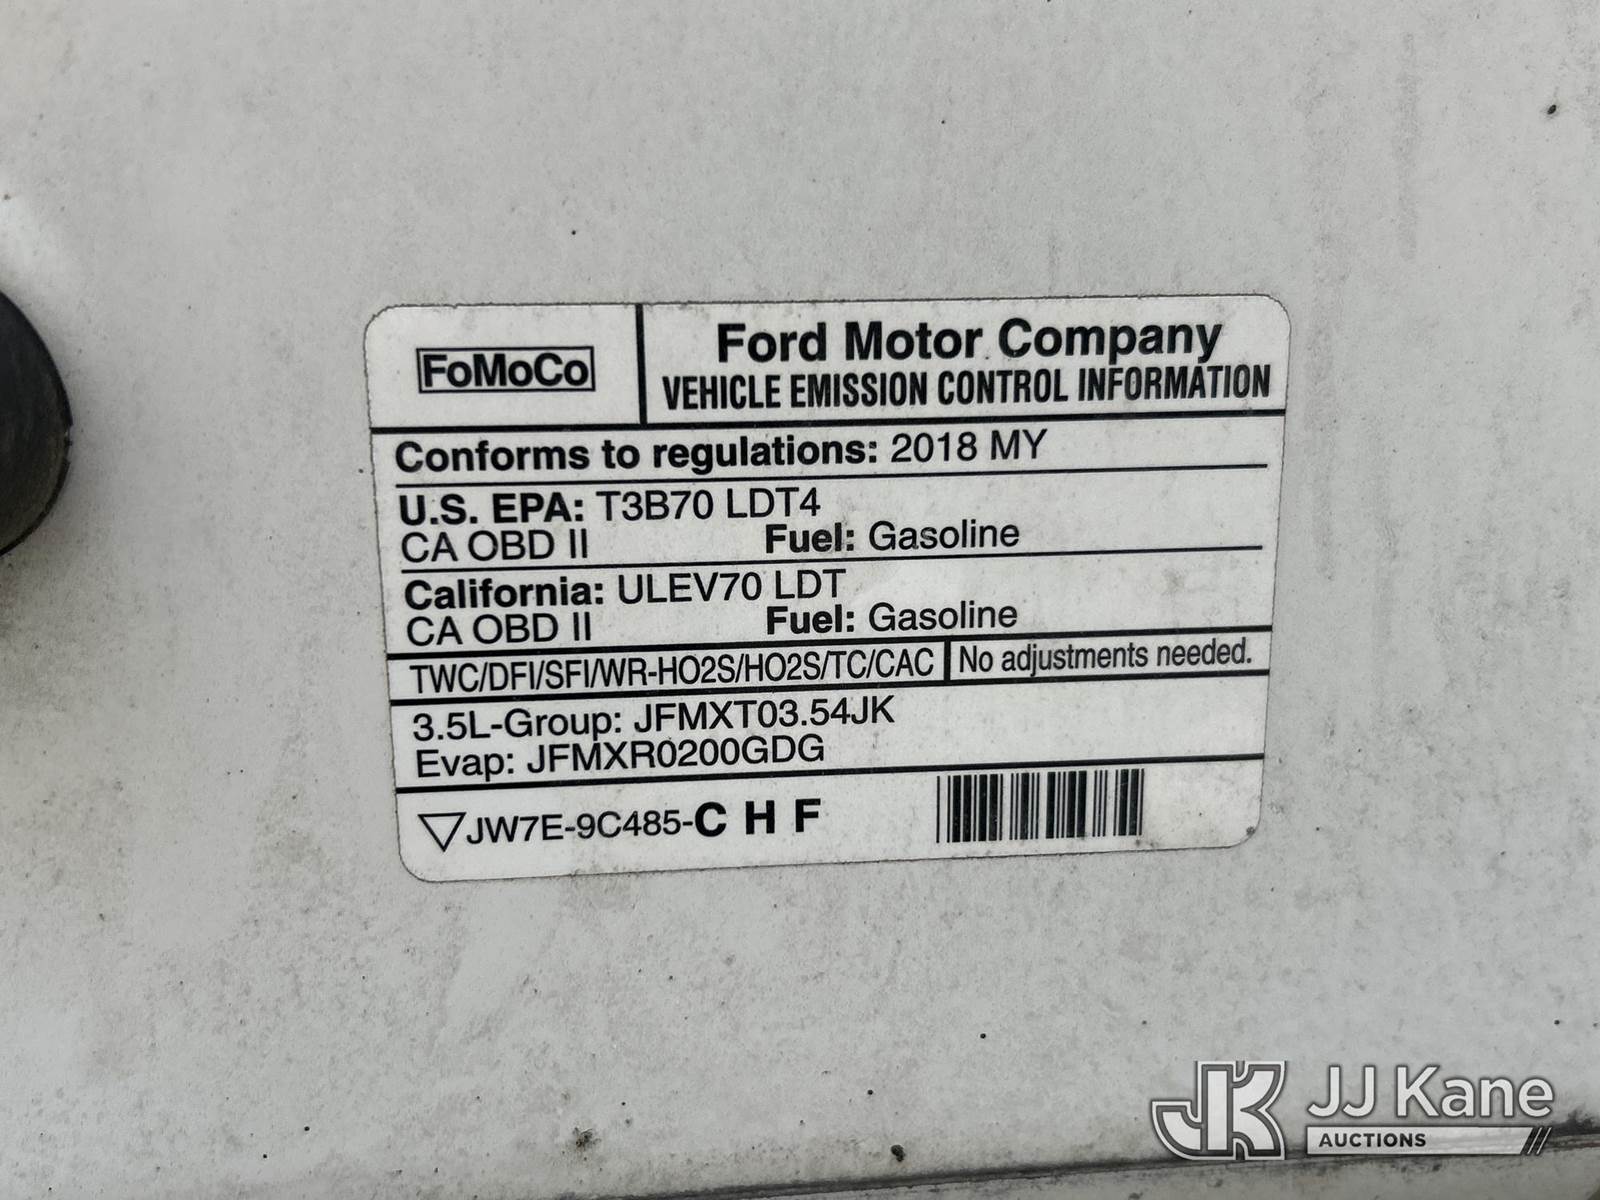 FoMoCo
Ford Motor Company
VEHICLE EMISSION CONTROL INFORMATION
Conforms to regulations: 2018 MY
U.S. EPA: T3B70 LDT4
CA OBD II Fuel: Gasoline
California: ULEV70 LDT
CA OBD II Fuel: Gasoline
TWC/DFI/SFI/WR-HO2S/HO2S/TC/CAC No adjustments needed.
3.5L-Group: JFMXT03.54JK
Evap: JFMXR0200GDG
JW7E-9C485-C H F
JK JJ Kane
AUCTIONS